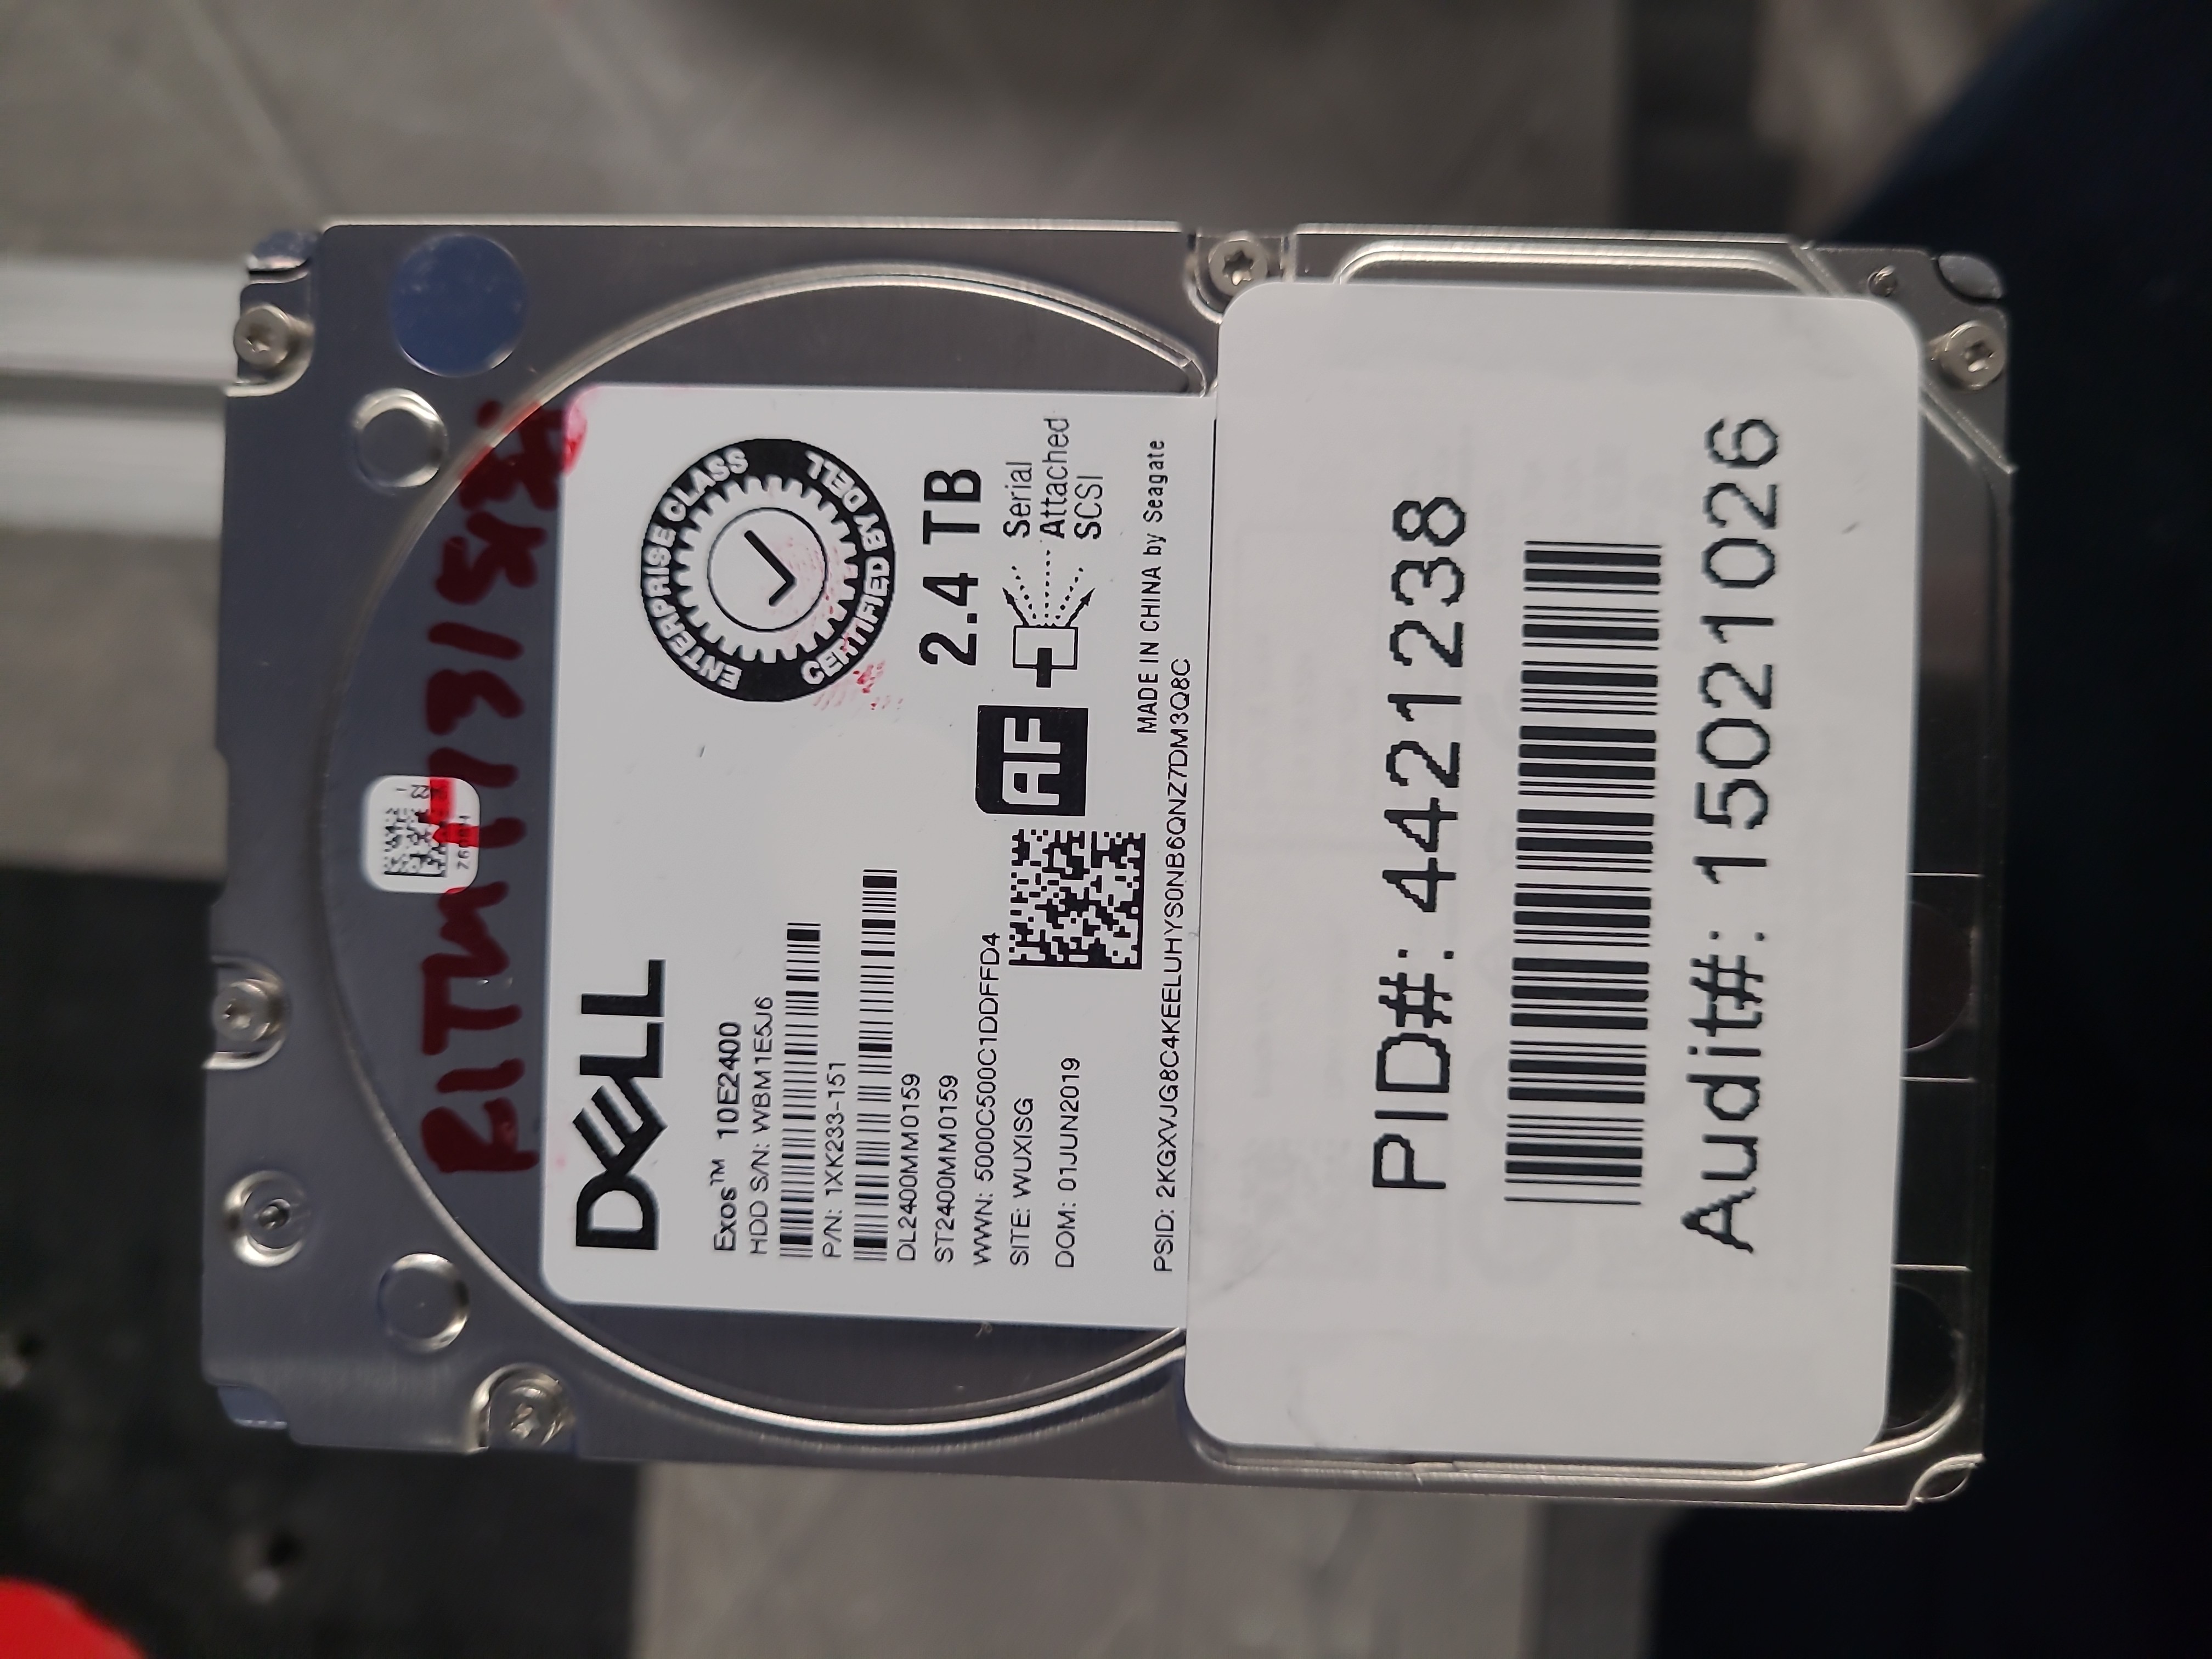 DELL
Exos™ 10E2400
HDD S/N: WBM1E5J6
P/N: 1XK233-151
DL2400MM0159
ST2400MM0159
WWN: 5000C500C1DDFFD4
SITE: WUXISG
DOM: 01JUN2019
PSID: 2KGXVJG8C4KEELUHYS0NB6QNZ7DM3Q8C
ENTERPRISE CLASS
CERTIFIED BY DELL
2.4 TB
AF
Serial
Attached
SCSI
MADE IN CHINA by Seagate
PID#: 4421238
Audit#: 15021026